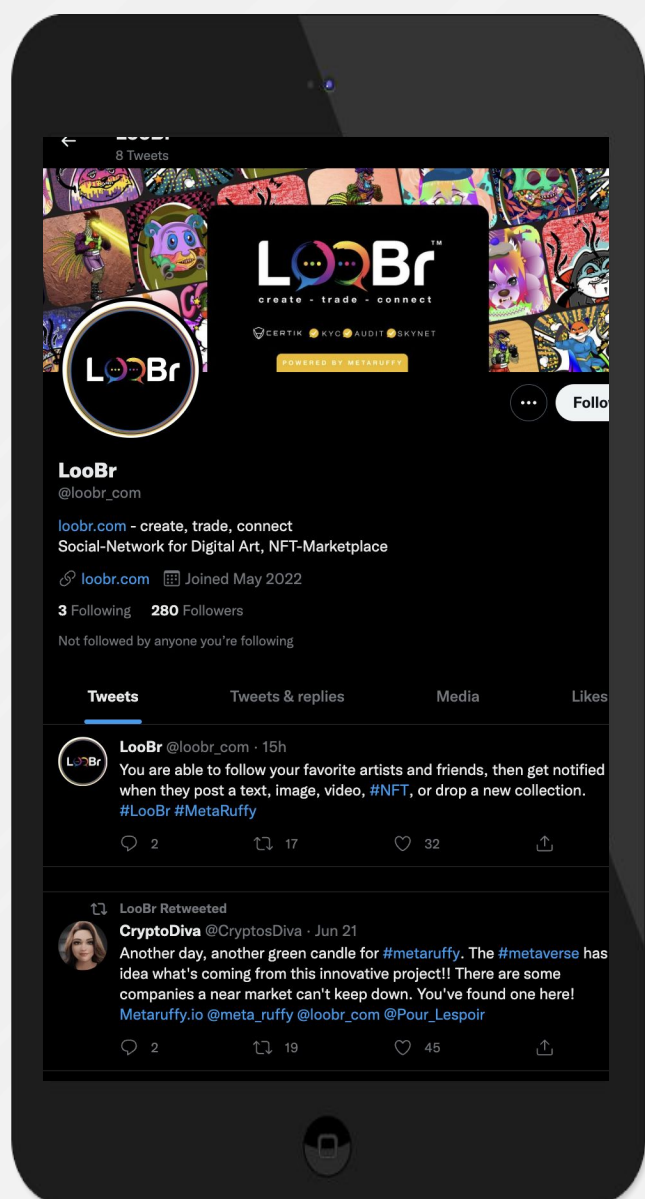 LooBr
8 Tweets
LooBr™
create - trade - connect
CERTIK KYC AUDIT SKYNET
POWERED BY METARUFFY
LooBr
Follo
LooBr
@loobr_com
loobr.com - create, trade, connect
Social-Network for Digital Art, NFT-Marketplace
loobr.com Joined May 2022
3 Following 280 Followers
Not followed by anyone you're following
Tweets Tweets & replies Media Likes
LooBr
LooBr @loobr_com · 15h
You are able to follow your favorite artists and friends, then get notified
when they post a text, image, video, #NFT, or drop a new collection.
#LooBr #MetaRuffy
2 17 32
LooBr Retweeted
CryptoDiva @CryptosDiva · Jun 21
Another day, another green candle for #metaruffy. The #metaverse has
idea what's coming from this innovative project!! There are some
companies a near market can't keep down. You've found one here!
Metaruffy.io @meta_ruffy @loobr_com @Pour_Lespoir
2 19 45